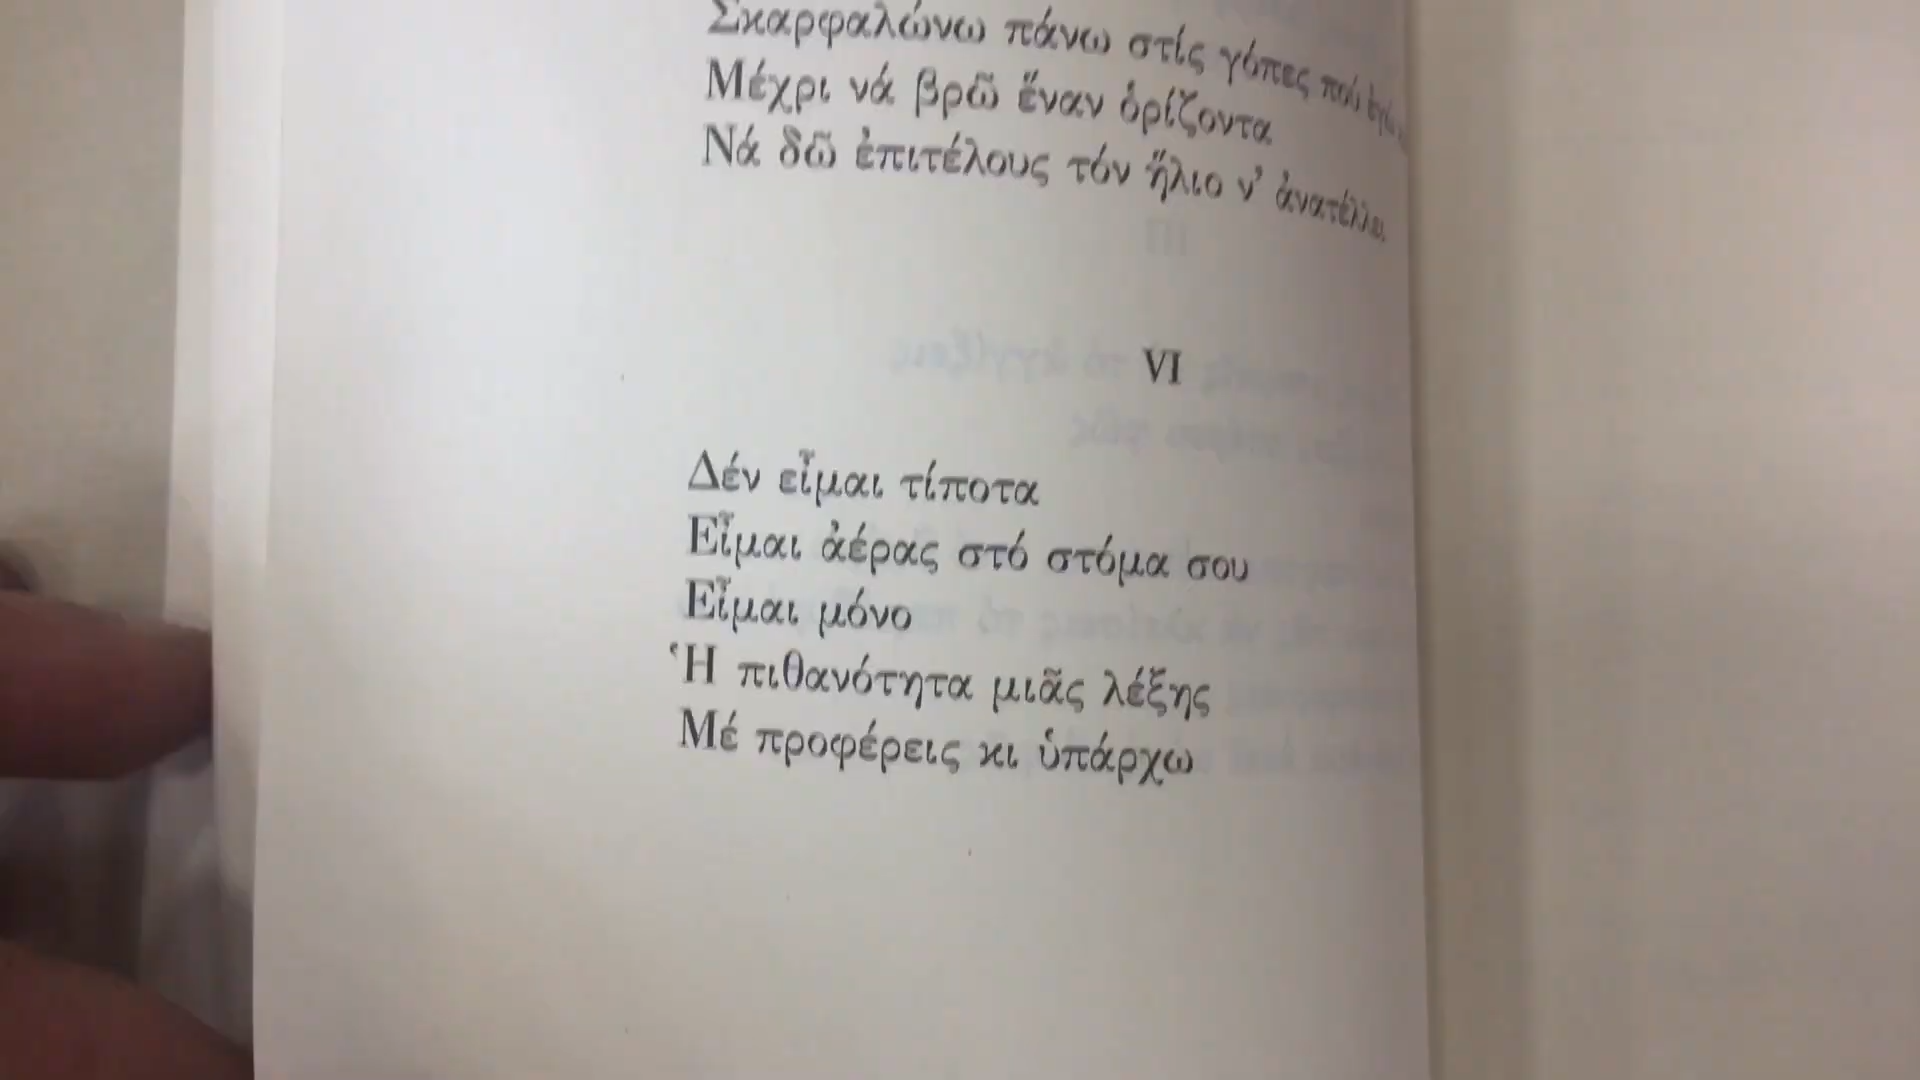 Σκαρφαλώνω πάνω στίς γόπες πού
Μέχρι νά βρῶ ἕναν ὁρίζοντα
Νά δῶ ἐπιτέλους τόν ἥλιο ν' ἀνατέλλει.
VI
Δέν εἶμαι τίποτα
Εἶμαι ἀέρας στό στόμα σου
Εἶμαι μόνο
Ἡ πιθανότητα μιᾶς λέξης
Μέ προφέρεις κι ὑπάρχω